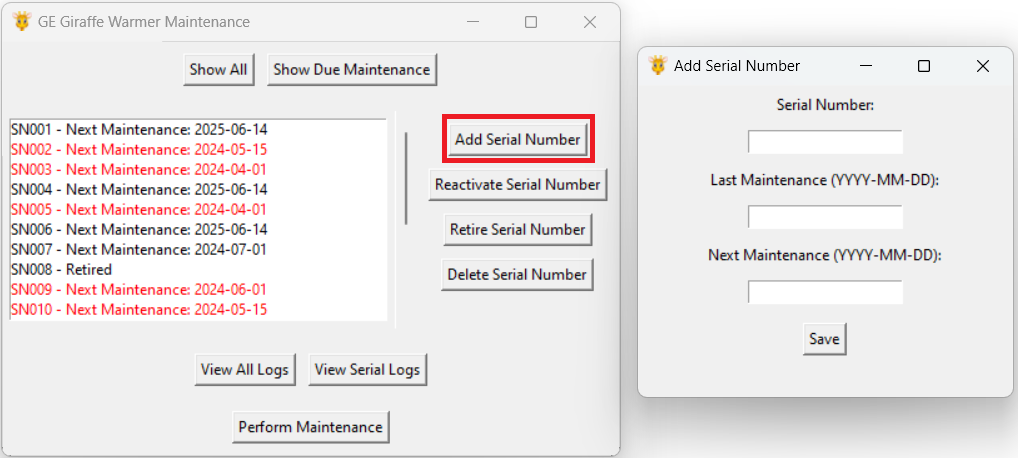 GE Giraffe Warmer Maintenance
Show All
Show Due Maintenance
SN001 - Next Maintenance: 2025-06-14
SN002 - Next Maintenance: 2024-05-15
SN003 - Next Maintenance: 2024-04-01
SN004 - Next Maintenance: 2025-06-14
SN005 - Next Maintenance: 2024-04-01
SN006 - Next Maintenance: 2025-06-14
SN007 - Next Maintenance: 2024-07-01
SN008 - Retired
SN009 - Next Maintenance: 2024-06-01
SN010 - Next Maintenance: 2024-05-15
Add Serial Number
Reactivate Serial Number
Retire Serial Number
Delete Serial Number
View All Logs
View Serial Logs
Perform Maintenance
Add Serial Number
Serial Number:
Last Maintenance (YYYY-MM-DD):
Next Maintenance (YYYY-MM-DD):
Save